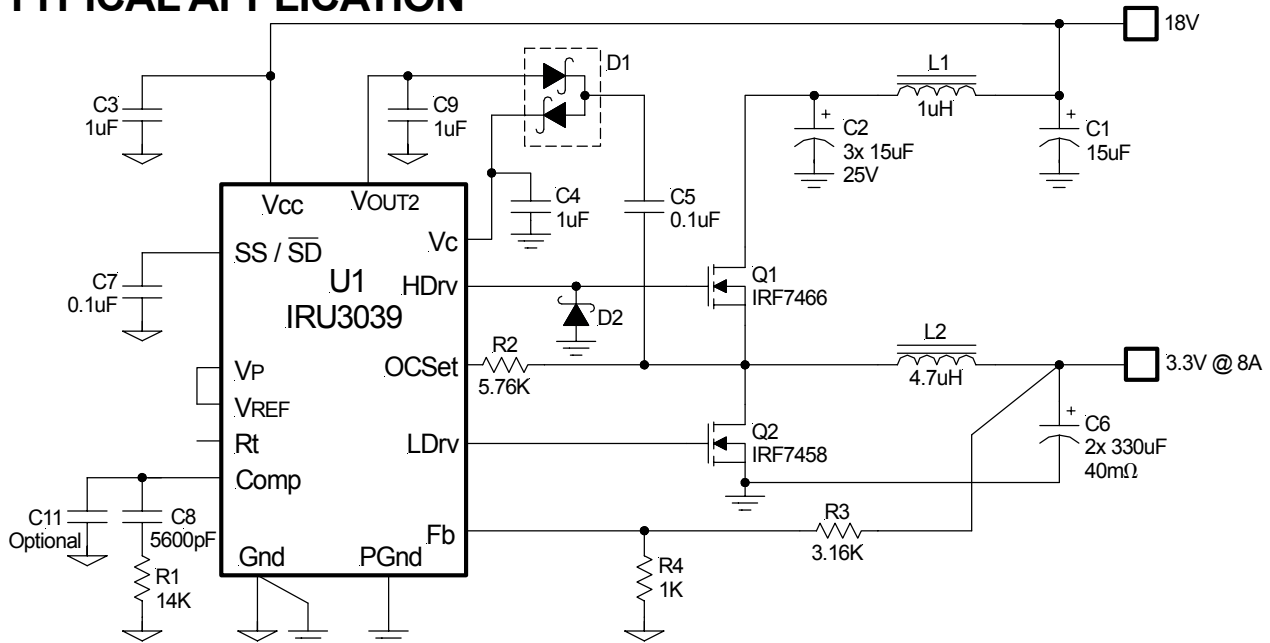 TYPICAL APPLICATION
18V
D1
L1
1uH
C3
1uF
C9
1uF
C2
3x 15uF
25V
C1
15uF
Vcc
VOUT2
C4
1uF
C5
0.1uF
Vc
SS / SD
U1
IRU3039
HDrv
Q1
IRF7466
C7
0.1uF
D2
L2
4.7uH
R2
5.76K
OCSet
3.3V @ 8A
VP
VREF
Rt
LDrv
Q2
IRF7458
C6
2x 330uF
40mΩ
Comp
C11
Optional
C8
5600pF
Fb
R3
3.16K
Gnd
PGnd
R1
14K
R4
1K